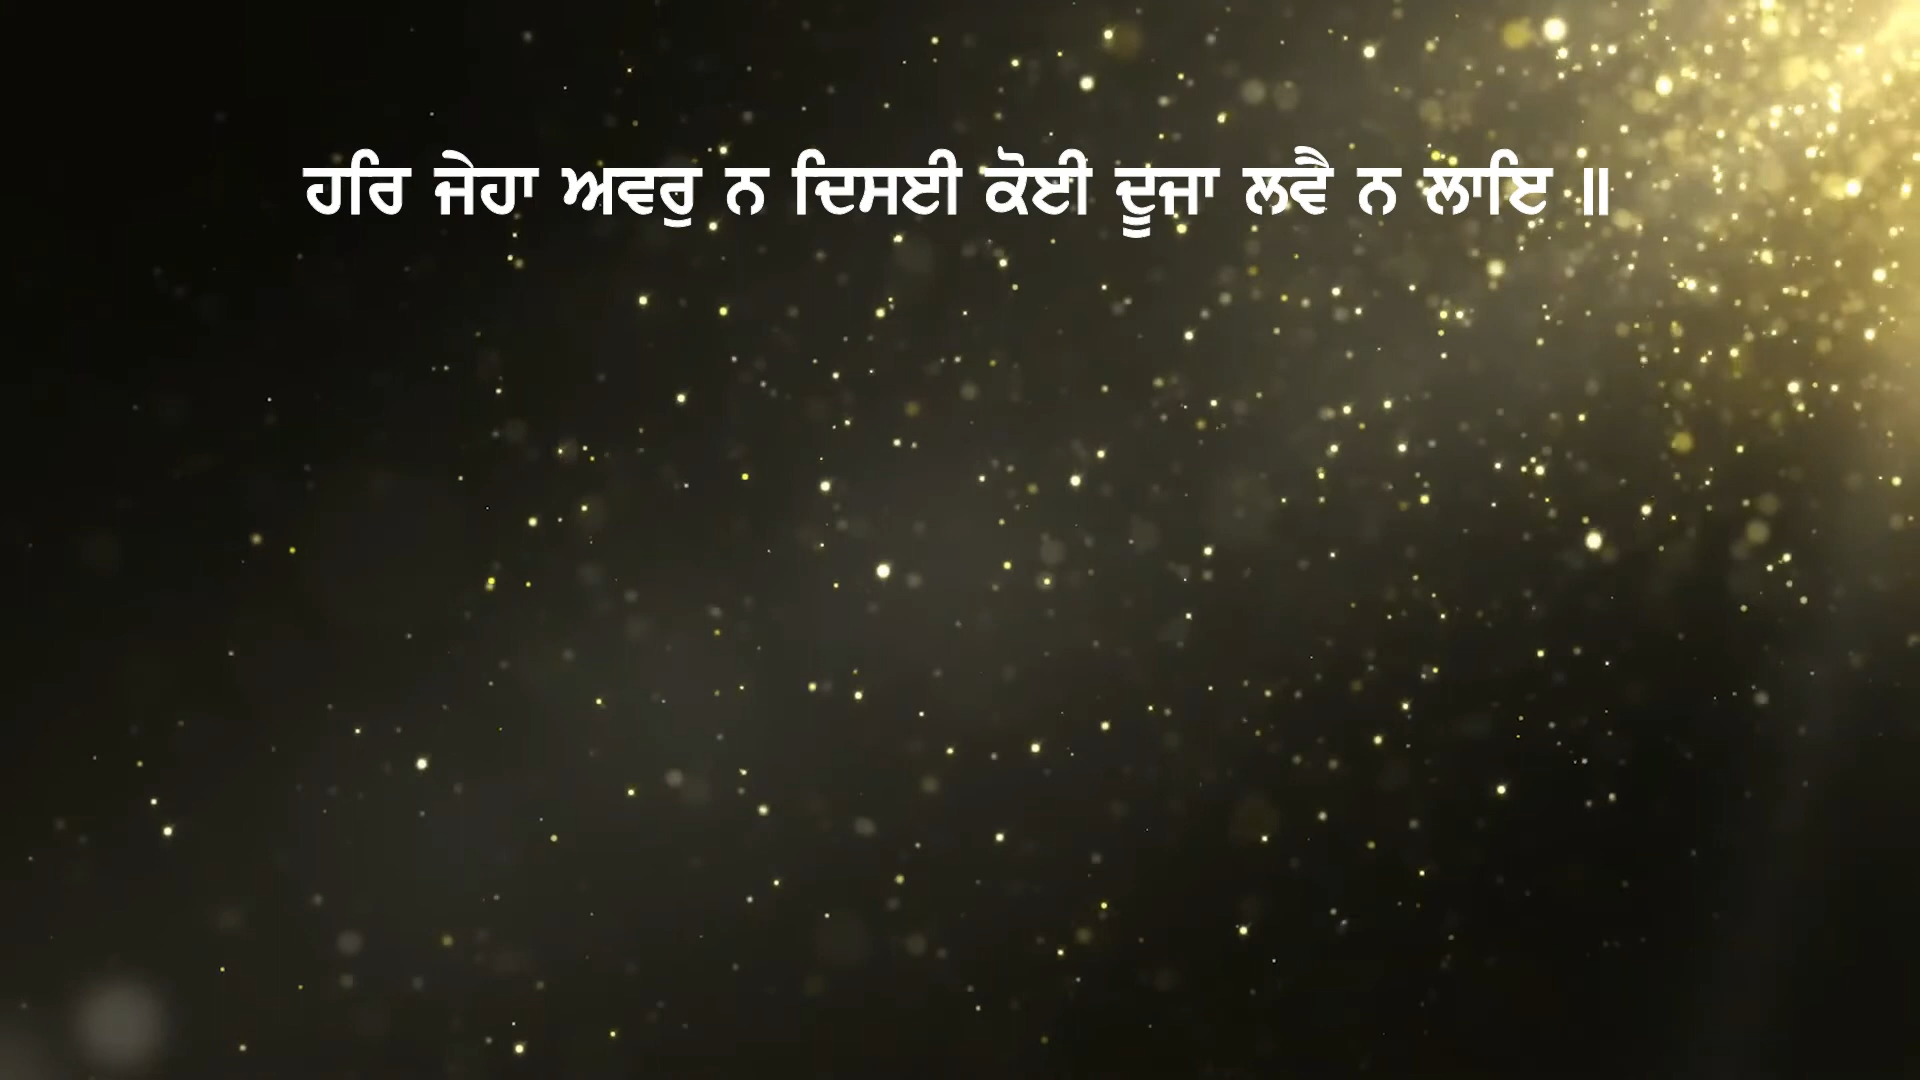 ਹਰਿ ਜੇਹਾ ਅਵਰੁ ਨ ਦਿਸਈ ਕੋਈ ਦੂਜਾ ਲਵੈ ਨ ਲਾਇ ॥